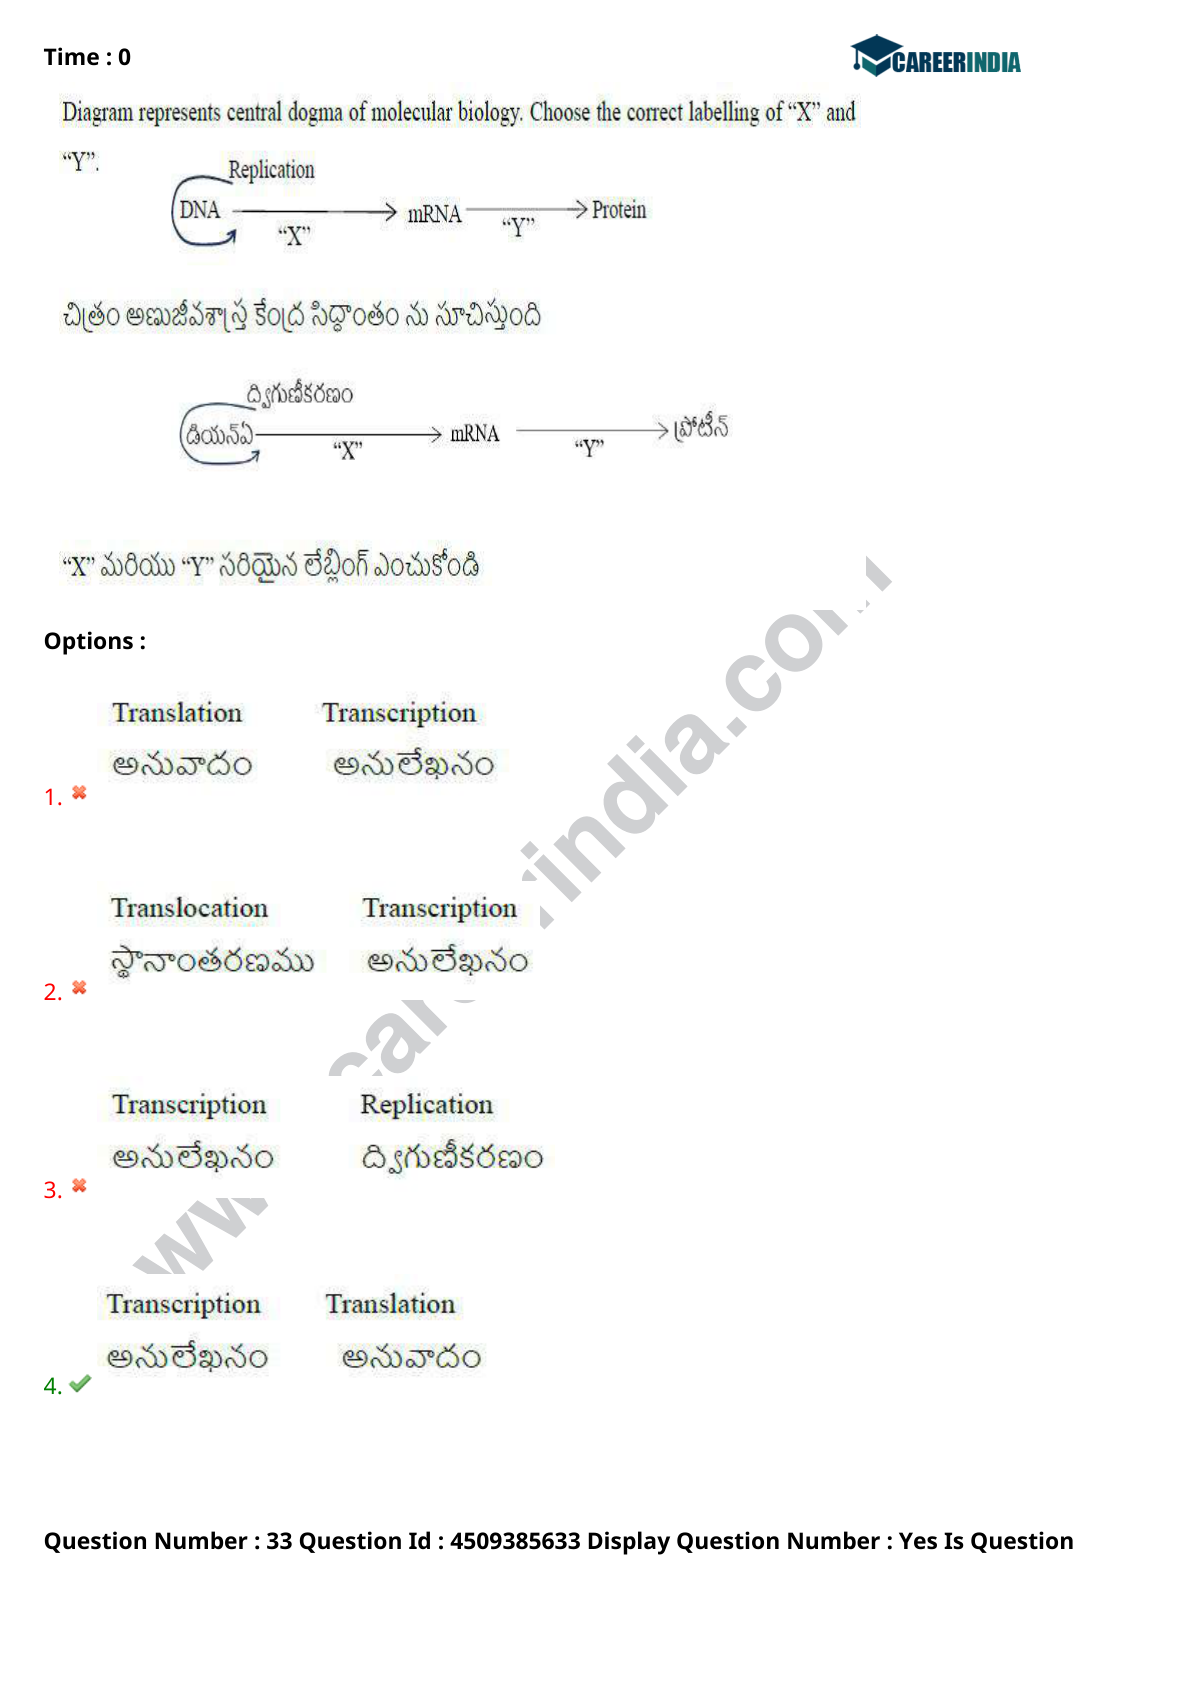 Time : 0
CAREERINDIA
Diagram represents central dogma of molecular biology. Choose the correct labelling of “X” and
“Y”.
Replication
DNA
mRNA
Protein
“X”
“Y”
చిత్రం అణుజీవశాస్త్ర కేంద్ర సిద్ధాంతం ను సూచిస్తుంది
ద్విగుణీకరణం
డియన్ఏ
mRNA
ప్రోటీన్
“X”
“Y”
“X” మరియు “Y” సరియైన లేబ్లింగ్ ఎంచుకోండి
Options :
Translation Transcription
అనువాదం అనులేఖనం
1.
Translocation Transcription
స్థానాంతరణము అనులేఖనం
2.
Transcription Replication
అనులేఖనం ద్విగుణీకరణం
3.
Transcription Translation
అనులేఖనం అనువాదం
4.
Question Number : 33 Question Id : 4509385633 Display Question Number : Yes Is Question